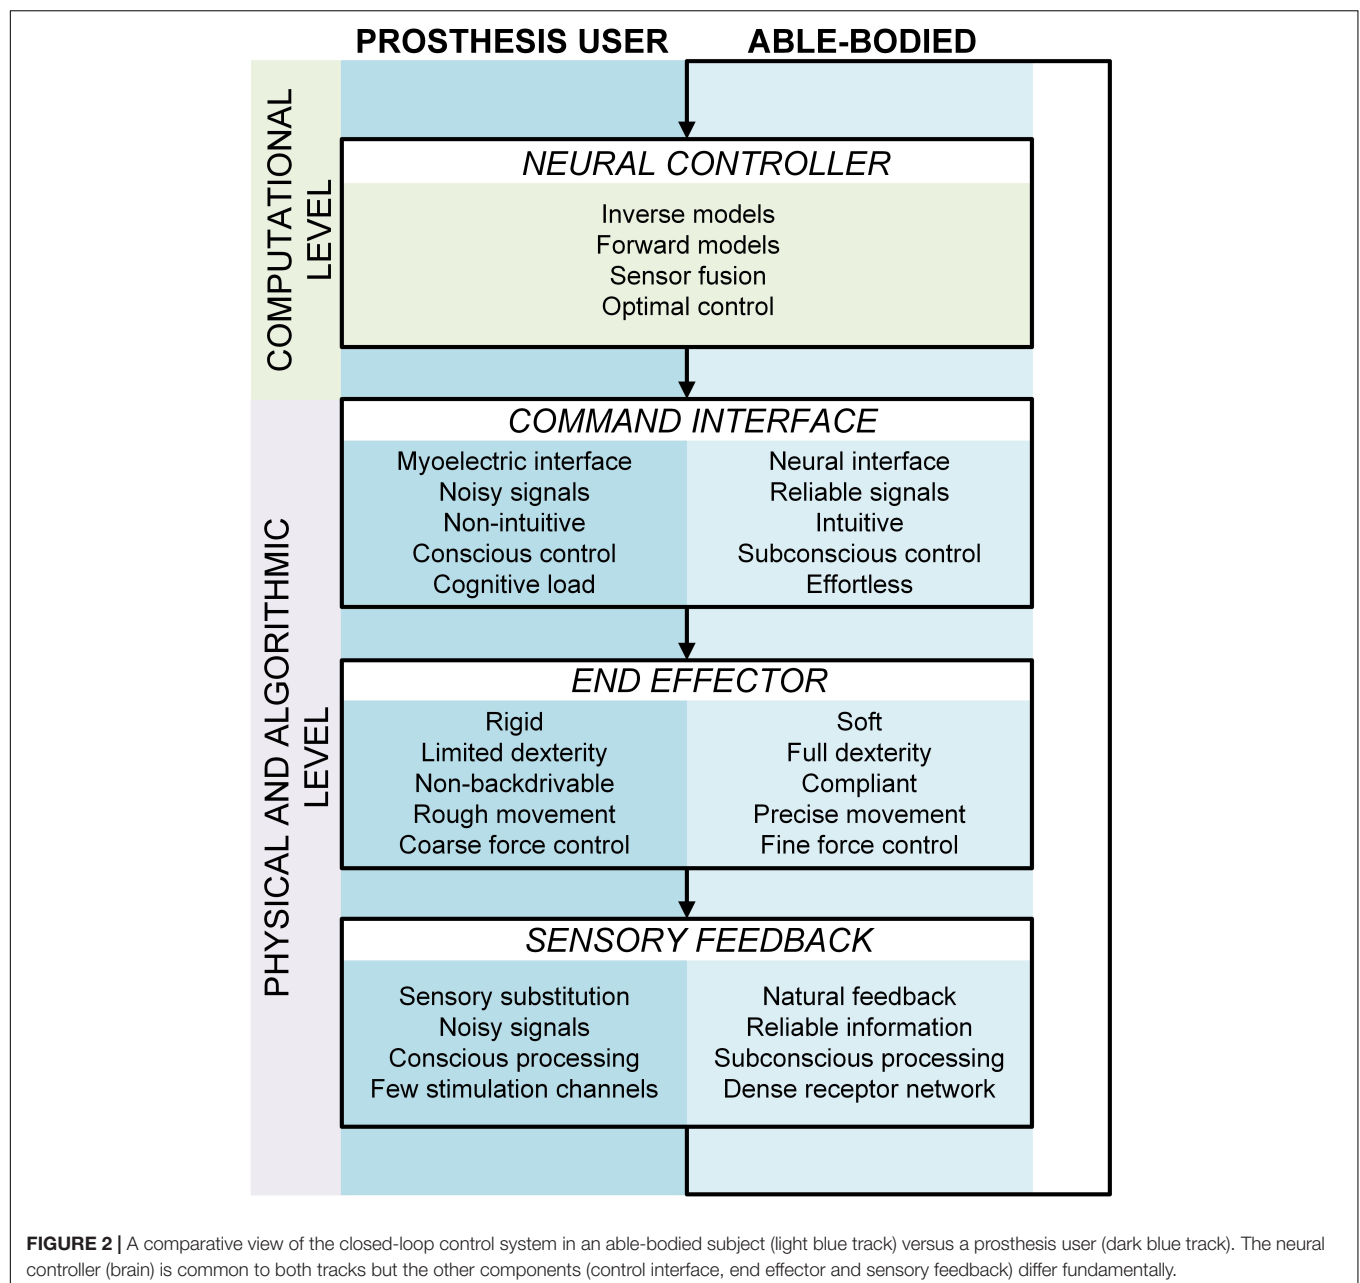 PROSTHESIS USER
ABLE-BODIED
COMPUTATIONAL
LEVEL
NEURAL CONTROLLER
Inverse models
Forward models
Sensor fusion
Optimal control
PHYSICAL AND ALGORITHMIC
LEVEL
COMMAND INTERFACE
Myoelectric interface
Noisy signals
Non-intuitive
Conscious control
Cognitive load
Neural interface
Reliable signals
Intuitive
Subconscious control
Effortless
END EFFECTOR
Rigid
Limited dexterity
Non-backdrivable
Rough movement
Coarse force control
Soft
Full dexterity
Compliant
Precise movement
Fine force control
SENSORY FEEDBACK
Sensory substitution
Noisy signals
Conscious processing
Few stimulation channels
Natural feedback
Reliable information
Subconscious processing
Dense receptor network
FIGURE 2 | A comparative view of the closed-loop control system in an able-bodied subject (light blue track) versus a prosthesis user (dark blue track). The neural
controller (brain) is common to both tracks but the other components (control interface, end effector and sensory feedback) differ fundamentally.